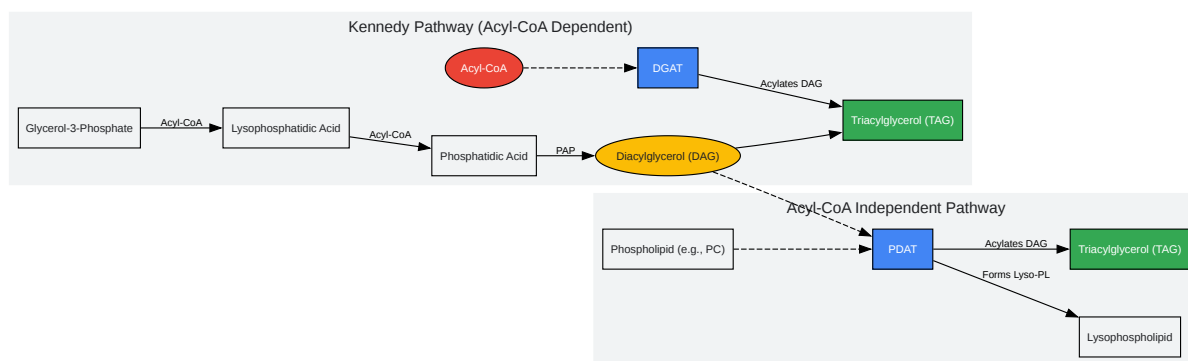 Kennedy Pathway (Acyl-CoA Dependent)
Acyl-CoA
DGAT
Acylates DAG
Glycerol-3-Phosphate
Acyl-CoA
Lysophosphatidic Acid
Acyl-CoA
Phosphatidic Acid
PAP
Diacylglycerol (DAG)
Triacylglycerol (TAG)
Acyl-CoA Independent Pathway
Phospholipid (e.g., PC)
PDAT
Acylates DAG
Triacylglycerol (TAG)
Forms Lyso-PL
Lysophospholipid